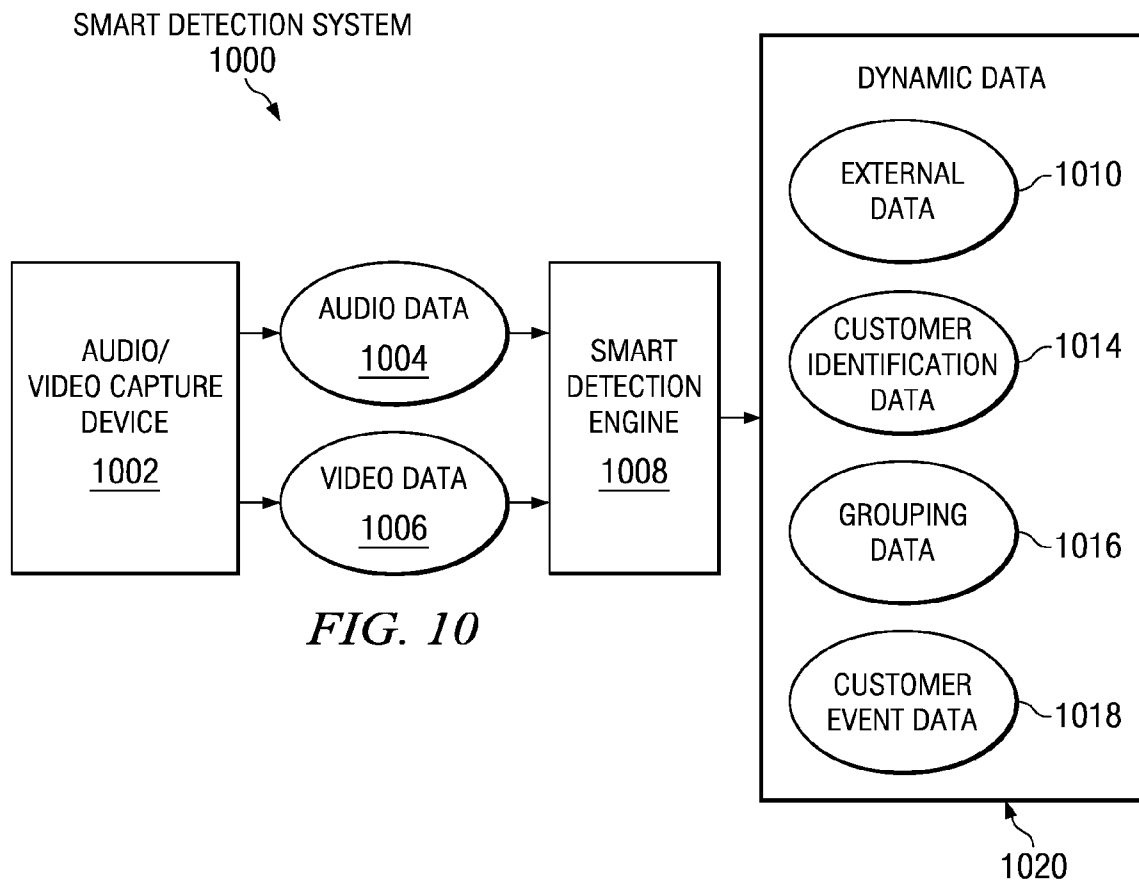 SMART DETECTION SYSTEM
1000
AUDIO/
VIDEO CAPTURE
DEVICE
1002
AUDIO DATA
1004
VIDEO DATA
1006
SMART
DETECTION
ENGINE
1008
DYNAMIC DATA
EXTERNAL
DATA
1010
CUSTOMER
IDENTIFICATION
DATA
1014
GROUPING
DATA
1016
CUSTOMER
EVENT DATA
1018
1020
FIG. 10